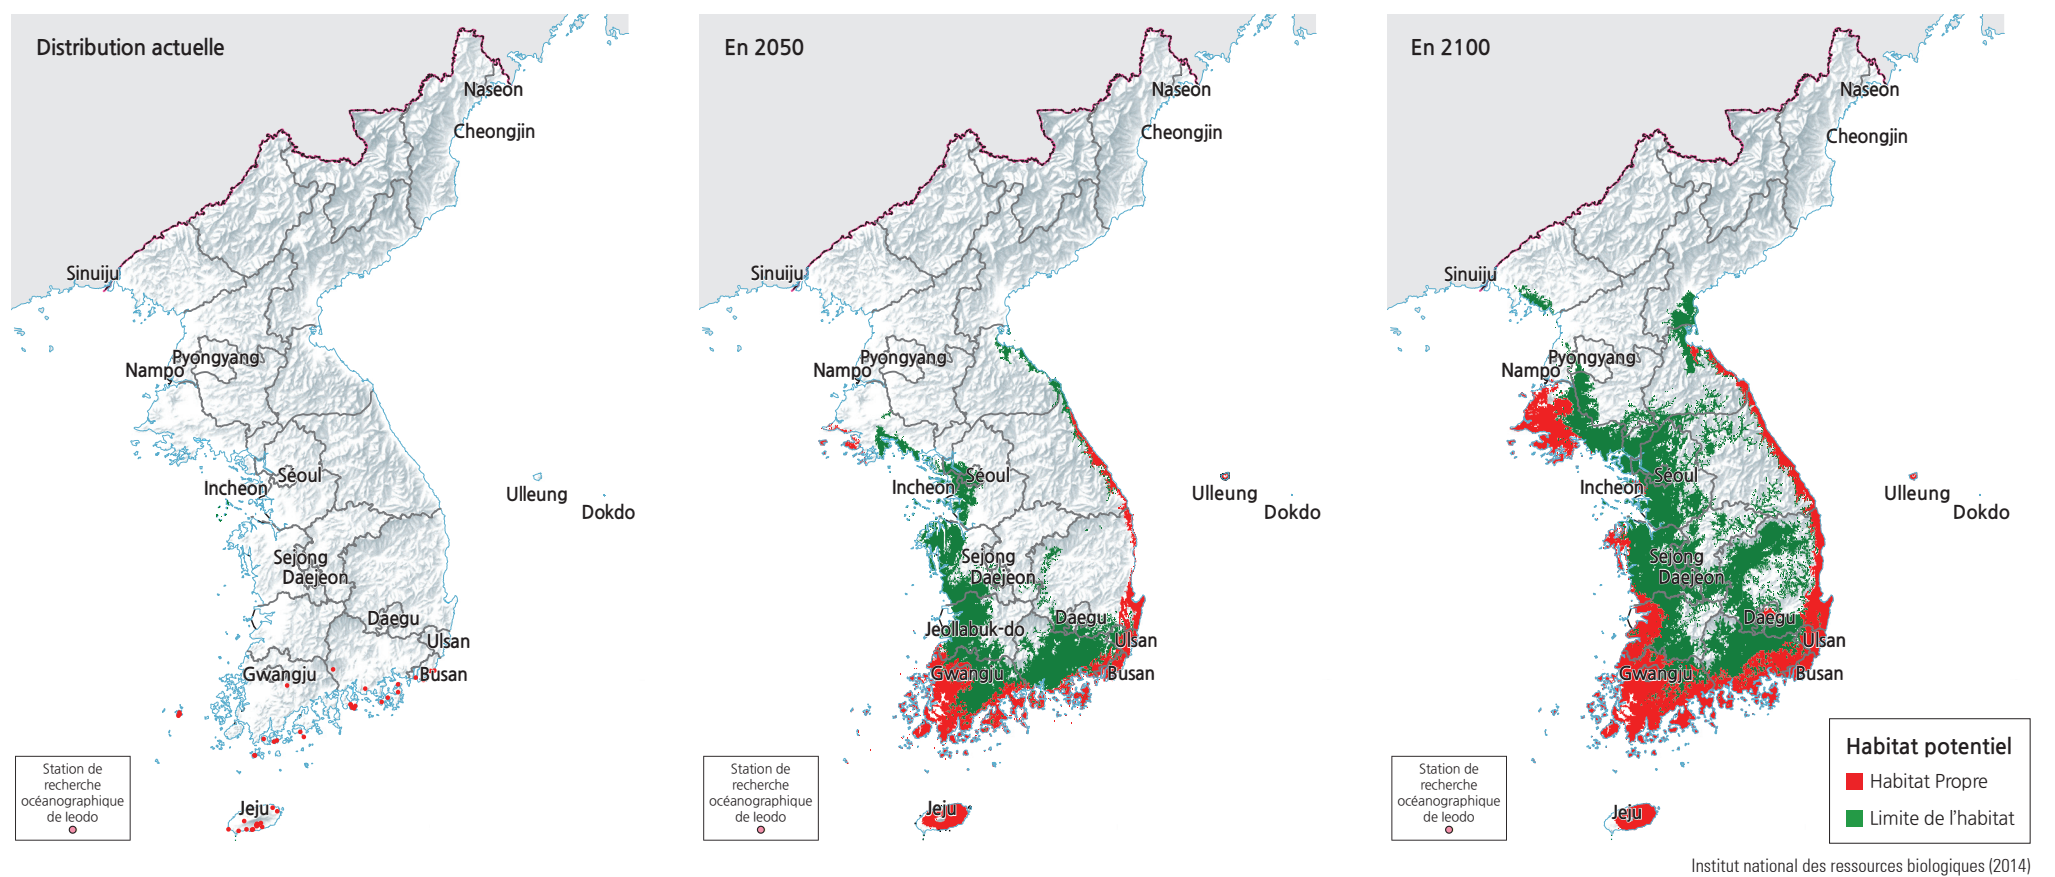 Distribution actuelle
Naseon
Cheongjin
Sinuiju
Pyongyang
Nampo
Séoul
Incheon
Ulleung
Dokdo
Sejong
Daejeon
Daegu
Ulsan
Gwangju
Busan
Station de
recherche
océanographique
de Ieodo
Jeju
En 2050
Naseon
Cheongjin
Sinuiju
Pyongyang
Nampo
Séoul
Incheon
Ulleung
Dokdo
Sejong
Daejeon
Daegu
Jeollabuk-do
Ulsan
Gwangju
Busan
Station de
recherche
océanographique
de Ieodo
Jeju
En 2100
Naseon
Cheongjin
Sinuiju
Pyongyang
Nampo
Séoul
Incheon
Ulleung
Dokdo
Sejong
Daejeon
Daegu
Ulsan
Gwangju
Busan
Station de
recherche
océanographique
de Ieodo
Jeju
Habitat potentiel
Habitat Propre
Limite de l'habitat
Institut national des ressources biologiques (2014)